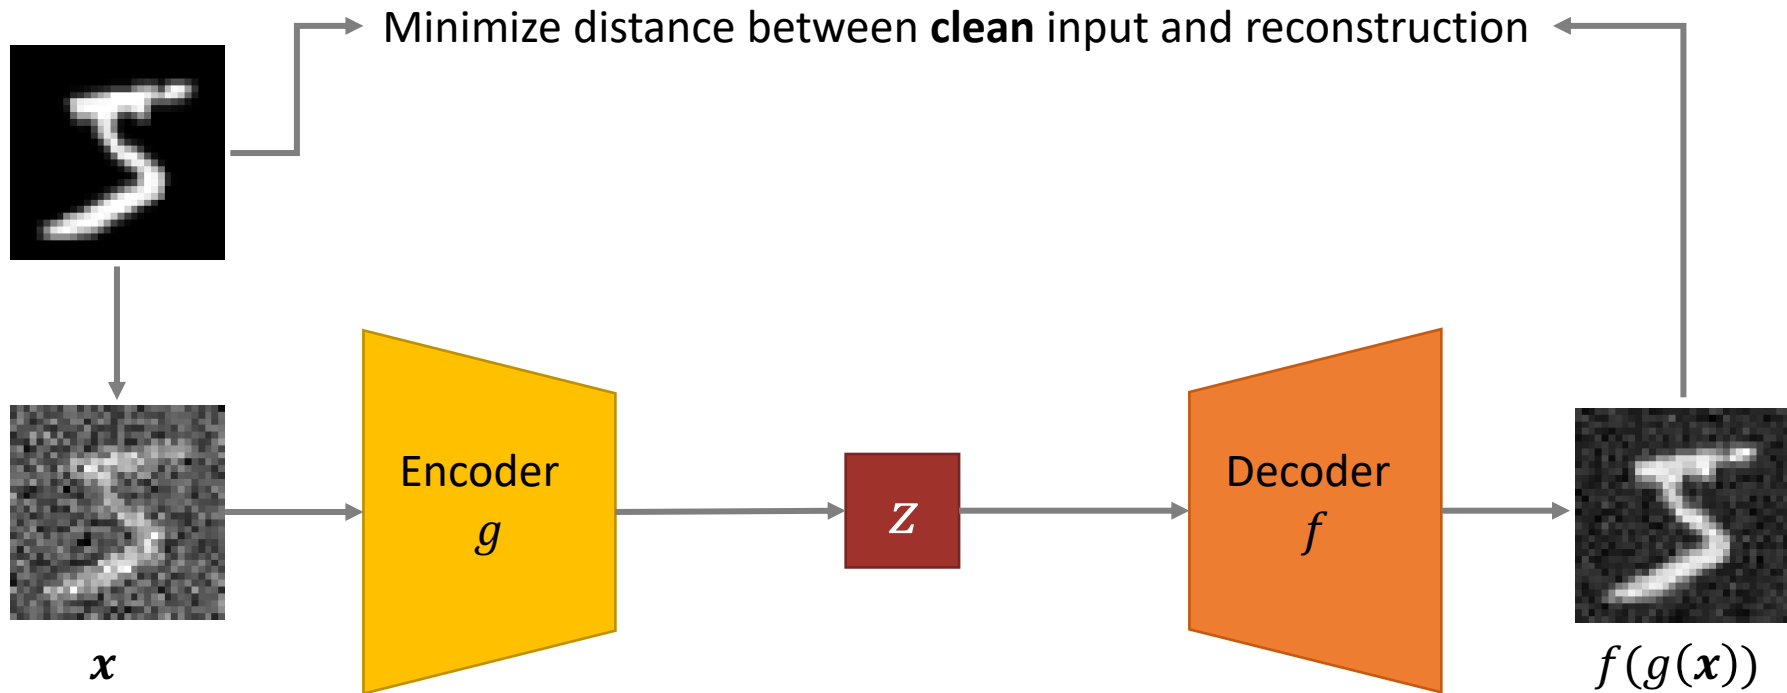 Minimize distance between clean input and reconstruction
Encoder
g
z
Decoder
f
x
f(g(x))